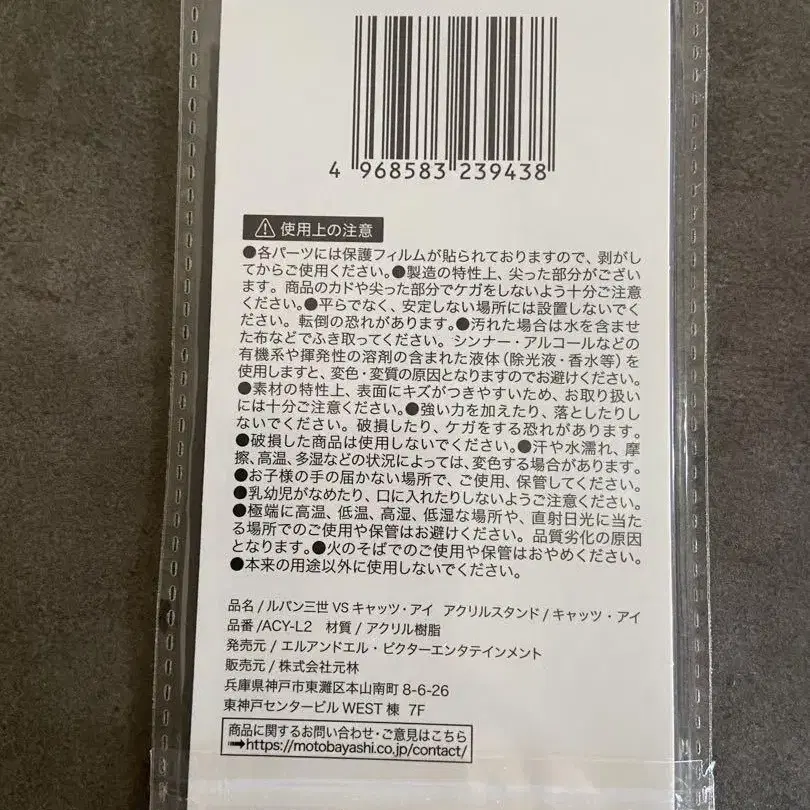 4 968583 239438
使用上の注意
●各パーツには保護フィルムが貼られておりますので、剥がし
てからご使用ください。●製造の特性上、尖った部分がござい
ます。商品のカドや尖った部分でケガをしないよう十分ご注意
ください。●平らでなく、安定しない場所には設置しないでく
ださい。転倒の恐れがあります。●汚れた場合は水を含ませ
た布などでふき取ってください。シンナー・アルコールなどの
有機系や揮発性の溶剤の含まれた液体(除光液・香水等)を
使用しますと、変色・変質の原因となりますのでお避けください。
●素材の特性上、表面にキズがつきやすいため、お取り扱い
には十分ご注意ください。●強い力を加えたり、落としたりし
ないでください。破損したり、ケガをする恐れがあります。
●破損した商品は使用しないでください。●汗や水濡れ、摩
擦、高温、多湿などの状況によっては、変色する場合があります。
●お子様の手の届かない場所で、ご使用、保管してください。
●乳幼児がなめたり、口に入れたりしないようご注意ください。
●極端に高温、低温、高湿、低湿な場所や、直射日光に当た
る場所でのご使用や保管はお避けください。品質劣化の原因
となります。●火のそばでのご使用や保管はおやめください。
●本来の用途以外に使用しないでください。
品名/ルパン三世 VS キャッツ・アイ アクリルスタンド/キャッツ・アイ
品番/ACY-L2 材質/アクリル樹脂
発売元/エルアンドエル・ビクターエンタテインメント
販売元/株式会社元林
兵庫県神戸市東灘区本山南町 8-6-26
東神戸センタービル WEST 棟 7F
商品に関するお問い合わせ・ご意見はこちら
➡https://motobayashi.co.jp/contact/